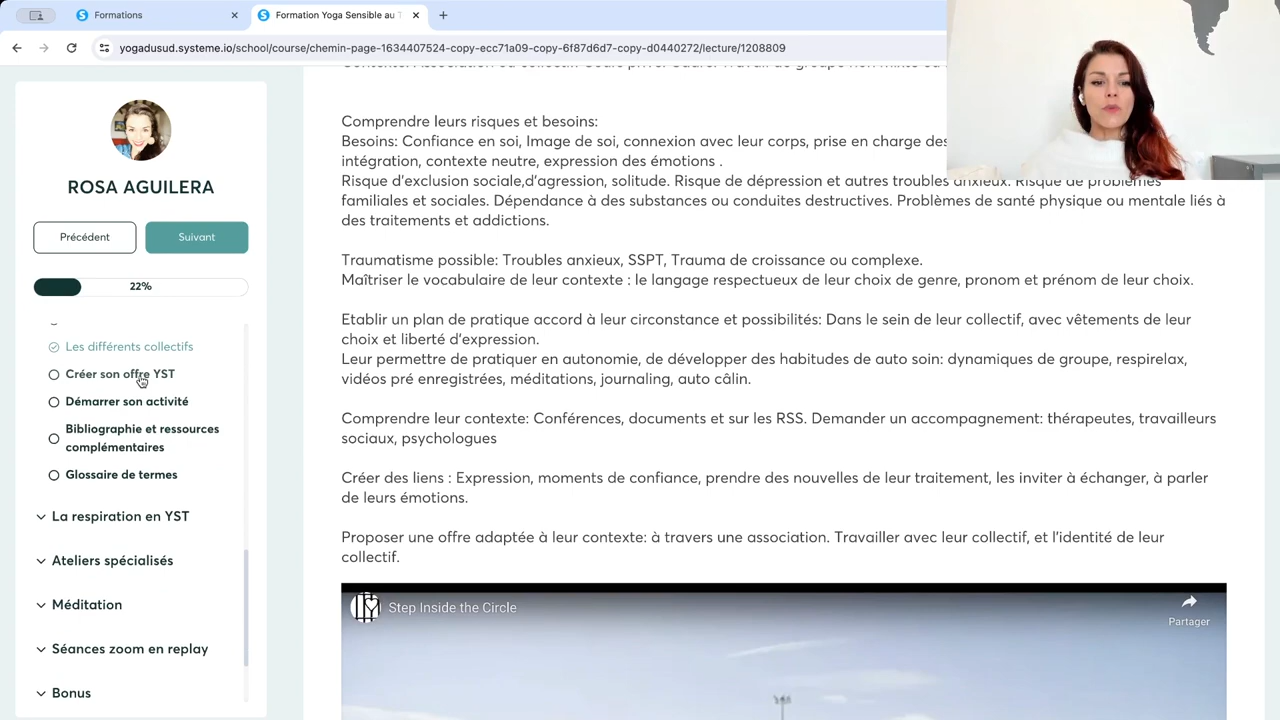 Formations
Formation Yoga Sensible au T
yogadusud.systeme.io/school/course/chemin-page-1634407524-copy-ecc71a09-copy-6f87d6d7-copy-d0440272/lecture/1208809
ROSA AGUILERA
Précédent
Suivant
22%
Les différents collectifs
Créer son offre YST
Démarrer son activité
Bibliographie et ressources
complémentaires
Glossaire de termes
La respiration en YST
Ateliers spécialisés
Méditation
Séances zoom en replay
Bonus
Comprendre leurs risques et besoins:
Besoins: Confiance en soi, Image de soi, connexion avec leur corps, prise en charge des
intégration, contexte neutre, expression des émotions .
Risque d'exclusion sociale,d'agression, solitude. Risque de dépression et autres troubles anxieux. Risque de problèmes
familiales et sociales. Dépendance à des substances ou conduites destructives. Problèmes de santé physique ou mentale liés à
des traitements et addictions.
Traumatisme possible: Troubles anxieux, SSPT, Trauma de croissance ou complexe.
Maîtriser le vocabulaire de leur contexte : le langage respectueux de leur choix de genre, pronom et prénom de leur choix.
Etablir un plan de pratique accord à leur circonstance et possibilités: Dans le sein de leur collectif, avec vêtements de leur
choix et liberté d'expression.
Leur permettre de pratiquer en autonomie, de développer des habitudes de auto soin: dynamiques de groupe, respirelax,
vidéos pré enregistrées, méditations, journaling, auto câlin.
Comprendre leur contexte: Conférences, documents et sur les RSS. Demander un accompagnement: thérapeutes, travailleurs
sociaux, psychologues
Créer des liens : Expression, moments de confiance, prendre des nouvelles de leur traitement, les inviter à échanger, à parler
de leurs émotions.
Proposer une offre adaptée à leur contexte: à travers une association. Travailler avec leur collectif, et l'identité de leur
collectif.
Step Inside the Circle
Partager